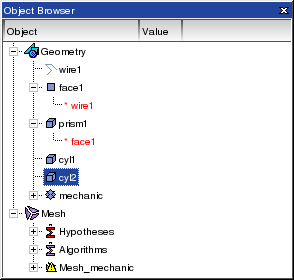 Object Browser
Object Value
Geometry
wire1
face1
* wire1
prism1
* face1
cyl1
cyl2
mechanic
Mesh
Hypotheses
Algorithms
Mesh_mechanic